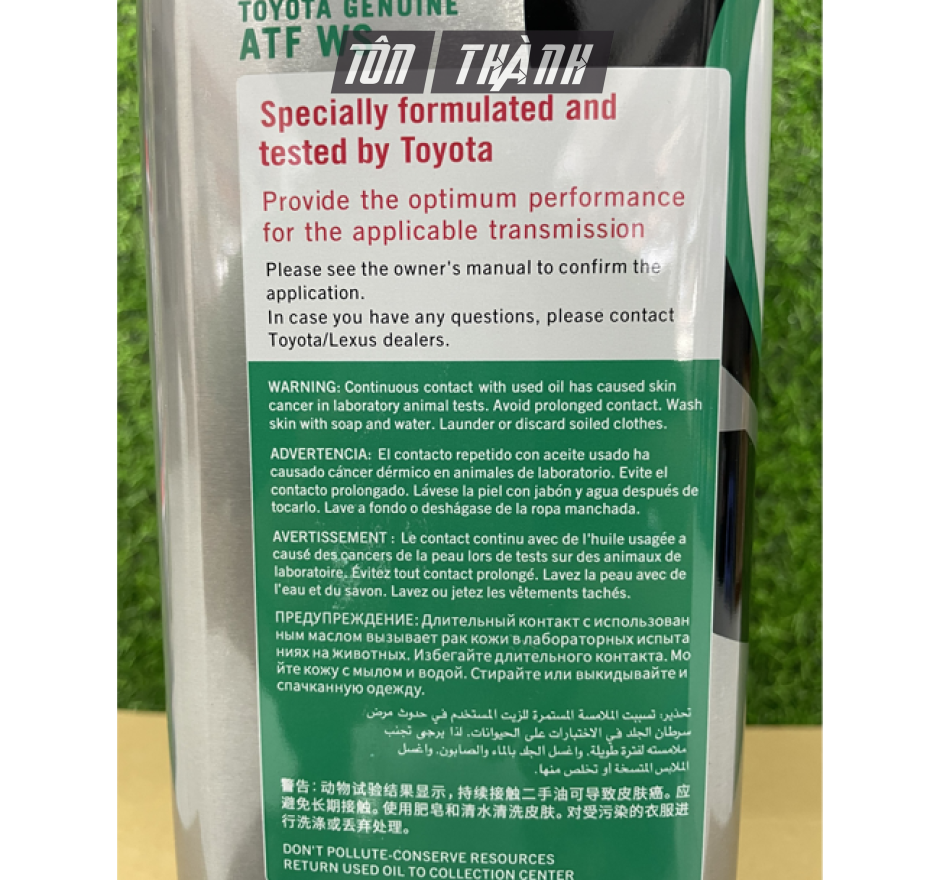 TOYOTA GENUINE
ATF WS
TÔN THÀNH
Specially formulated and
tested by Toyota
Provide the optimum performance
for the applicable transmission
Please see the owner's manual to confirm the
application.
In case you have any questions, please contact
Toyota/Lexus dealers.
WARNING: Continuous contact with used oil has caused skin
cancer in laboratory animal tests. Avoid prolonged contact. Wash
skin with soap and water. Launder or discard soiled clothes.
ADVERTENCIA: El contacto repetido con aceite usado ha
causado cáncer dérmico en animales de laboratorio. Evite el
contacto prolongado. Lávese la piel con jabón y agua después de
tocarlo. Lave a fondo o deshágase de la ropa manchada.
AVERTISSEMENT : Le contact continu avec de l'huile usagée a
causé des cancers de la peau lors de tests sur des animaux de
laboratoire. Évitez tout contact prolongé. Lavez la peau avec de
l'eau et du savon. Lavez ou jetez les vêtements tachés.
ПРЕДУПРЕЖДЕНИЕ: Длительный контакт с использован
ным маслом вызывает рак кожи в лабораторных испыта
ниях на животных. Избегайте длительного контакта. Мо
йте кожу с мылом и водой. Стирайте или выкидывайте и
спачканную одежду.
تحذير: تسببت الملامسة المستمرة للزيت المستخدم في حدوث مرض
سرطان الجلد في الاختبارات على الحيوانات. لذا يرجى تجنب
ملامسته لفترة طويلة. واغسل الجلد بالماء والصابون. واغسل
الملابس المتسخة او تخلص منها.
警告：动物试验结果显示，持续接触二手油可导致皮肤癌。应
避免长期接触。使用肥皂和清水清洗皮肤。对受污染的衣服进
行洗涤或丢弃处理。
DON'T POLLUTE-CONSERVE RESOURCES
RETURN USED OIL TO COLLECTION CENTER